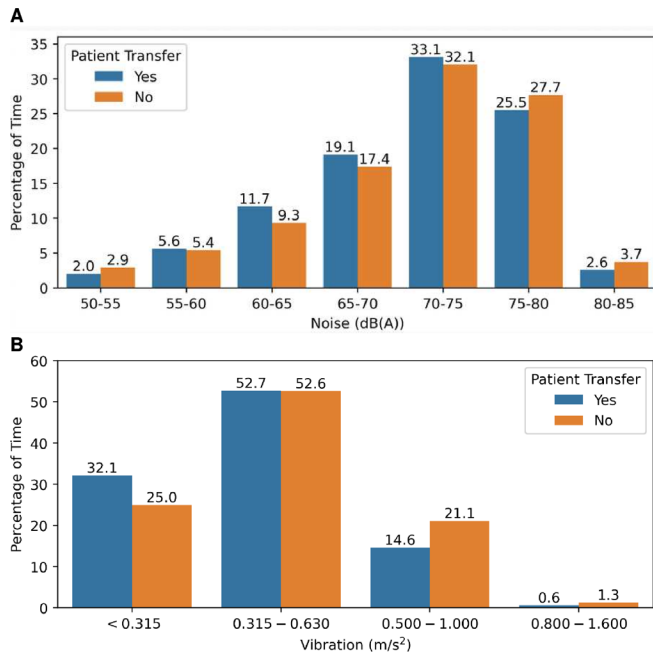 A
Patient Transfer
Yes
No
Percentage of Time
35
30
25
20
15
10
5
0
2.0 2.9 5.6 5.4 11.7 9.3 19.1 17.4 33.1 32.1 25.5 27.7 2.6 3.7
50-55 55-60 60-65 65-70 70-75 75-80 80-85
Noise (dB(A))
B
Patient Transfer
Yes
No
Percentage of Time
60
50
40
30
20
10
0
32.1 25.0 52.7 52.6 14.6 21.1 0.6 1.3
< 0.315 0.315 − 0.630 0.500 − 1.000 0.800 − 1.600
Vibration (m/s²)